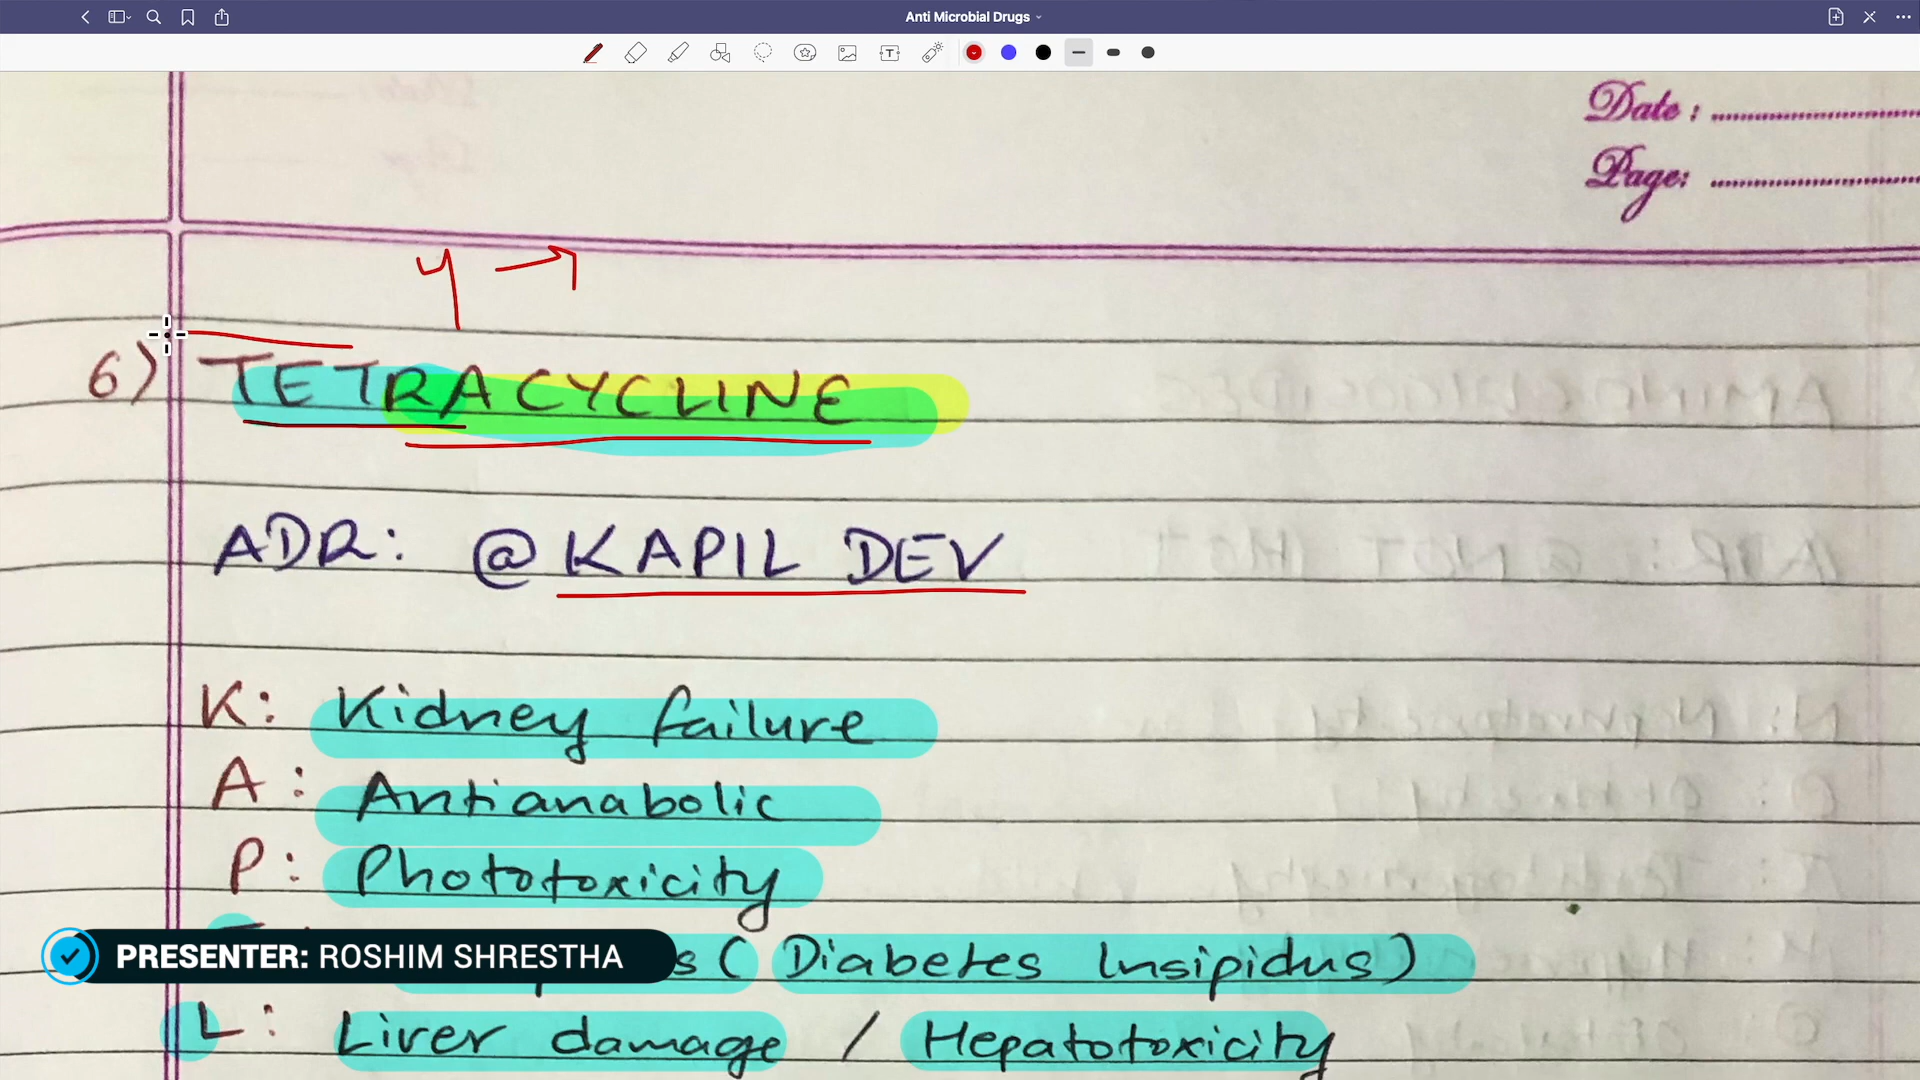 Anti Microbial Drugs
Date :
Page:
4 →
6) TETRACYCLINE
ADR: @ KAPIL DEV
K: Kidney failure
A: Antianabolic
P: Phototoxicity
s ( Diabetes Insipidus )
PRESENTER: ROSHIM SHRESTHA
L: Liver damage / Hepatotoxicity